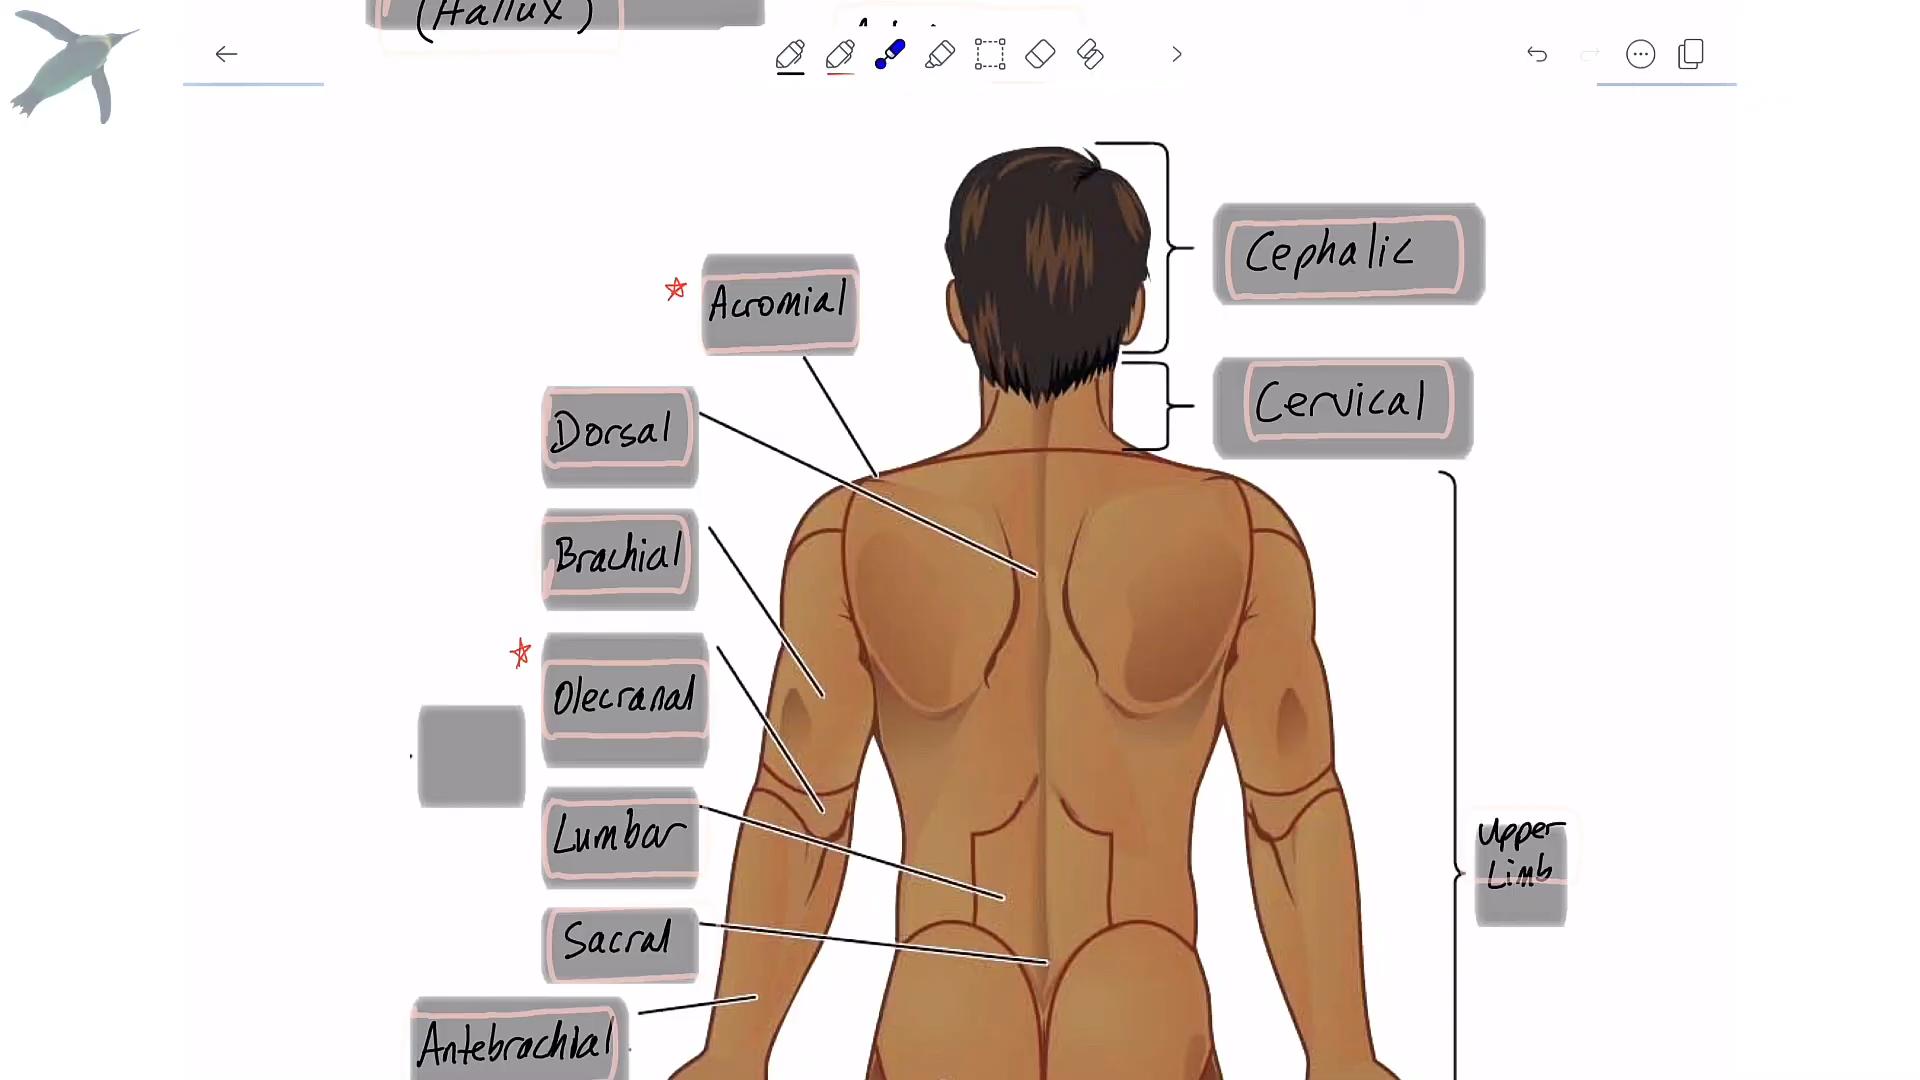 (Hallux)
Cephalic
Acromial
Cervical
Dorsal
Brachial
Olecranal
Lumbar
Upper
Limb
Sacral
Antebrachial